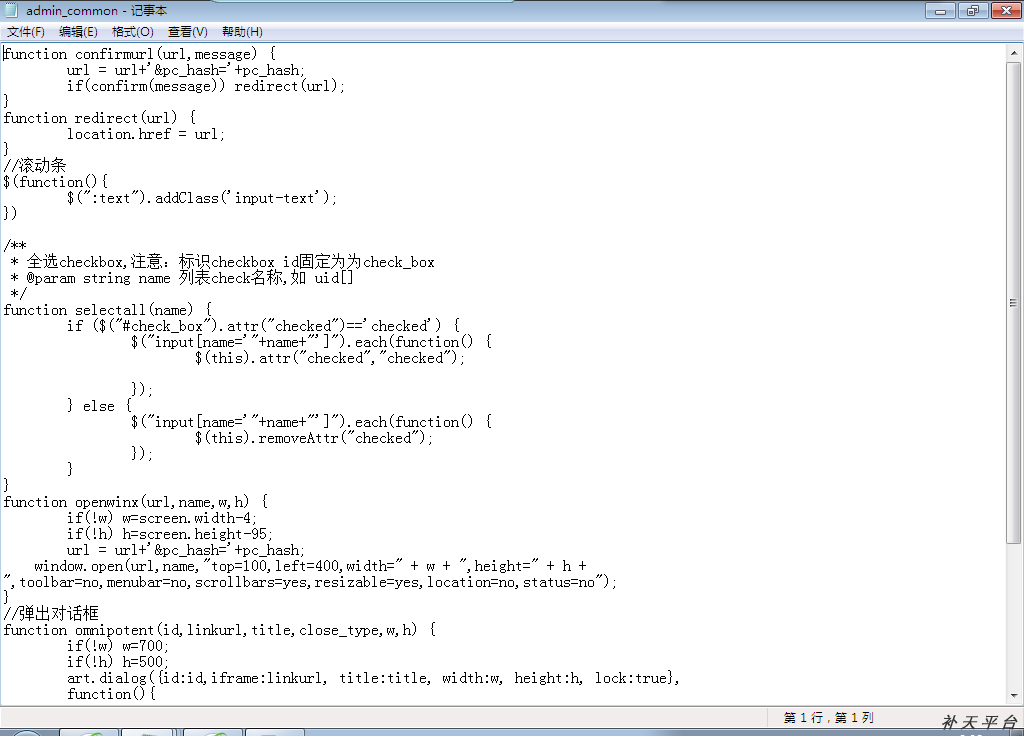 admin_common - 记事本
文件(F) 编辑(E) 格式(O) 查看(V) 帮助(H)
function confirmurl(url,message) {
        url = url+'&pc_hash='+pc_hash;
        if(confirm(message)) redirect(url);
}
function redirect(url) {
        location.href = url;
}
//滚动条
$(function(){
        $(":text").addClass('input-text');
})
/**
 * 全选checkbox,注意：标识checkbox id固定为为check_box
 * @param string name 列表check名称,如 uid[]
 */
function selectall(name) {
        if ($("#check_box").attr("checked")=='checked') {
                $("input[name='"+name+"']").each(function() {
                        $(this).attr("checked","checked");
                });
        } else {
                $("input[name='"+name+"']").each(function() {
                        $(this).removeAttr("checked");
                });
        }
}
function openwinx(url,name,w,h) {
        if(!w) w=screen.width-4;
        if(!h) h=screen.height-95;
        url = url+'&pc_hash='+pc_hash;
    window.open(url,name,"top=100,left=400,width=" + w + ",height=" + h +
",toolbar=no,menubar=no,scrollbars=yes,resizable=yes,location=no,status=no");
}
//弹出对话框
function omnipotent(id,linkurl,title,close_type,w,h) {
        if(!w) w=700;
        if(!h) h=500;
        art.dialog({id:id,iframe:linkurl, title:title, width:w, height:h, lock:true},
        function(){
第 1 行，第 1 列
补天平台